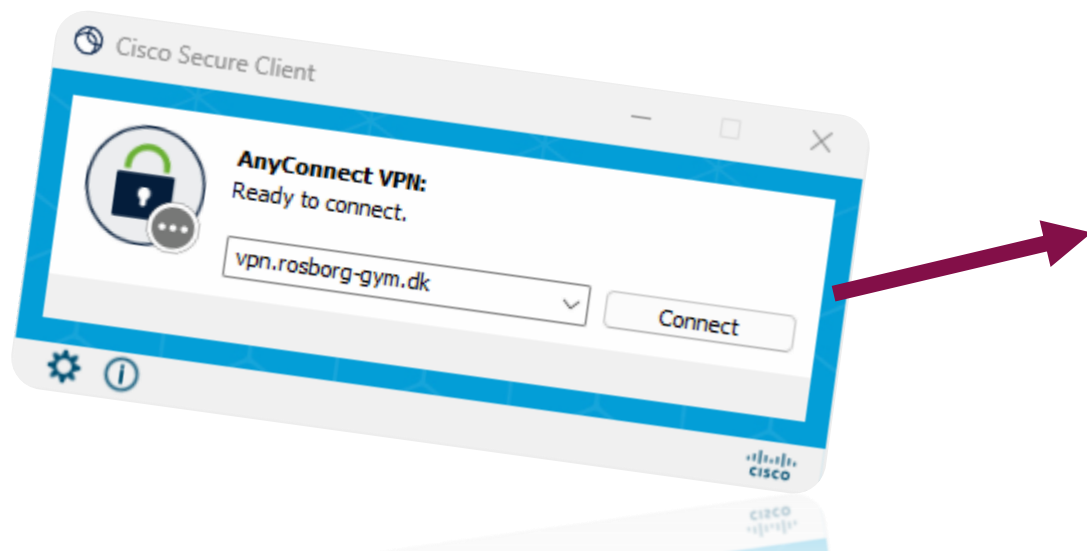 Cisco Secure Client
AnyConnect VPN:
Ready to connect.
vpn.rosborg-gym.dk
Connect
CISCO